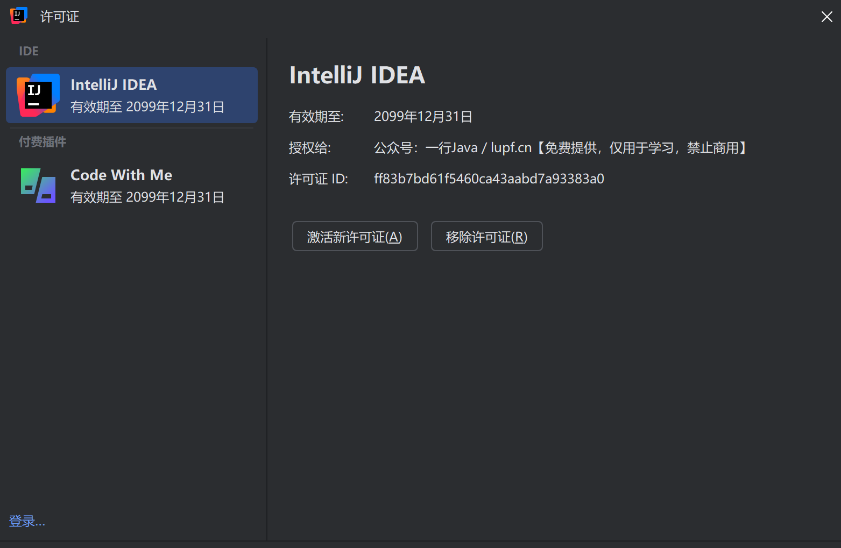 许可证
IDE
IntelliJ IDEA
有效期至 2099年12月31日
付费插件
Code With Me
有效期至 2099年12月31日
登录...
IntelliJ IDEA
有效期至: 2099年12月31日
授权给: 公众号：一行Java / lupf.cn【免费提供，仅用于学习，禁止商用】
许可证 ID: ff83b7bd61f5460ca43aabd7a93383a0
激活新许可证(A) 移除许可证(R)